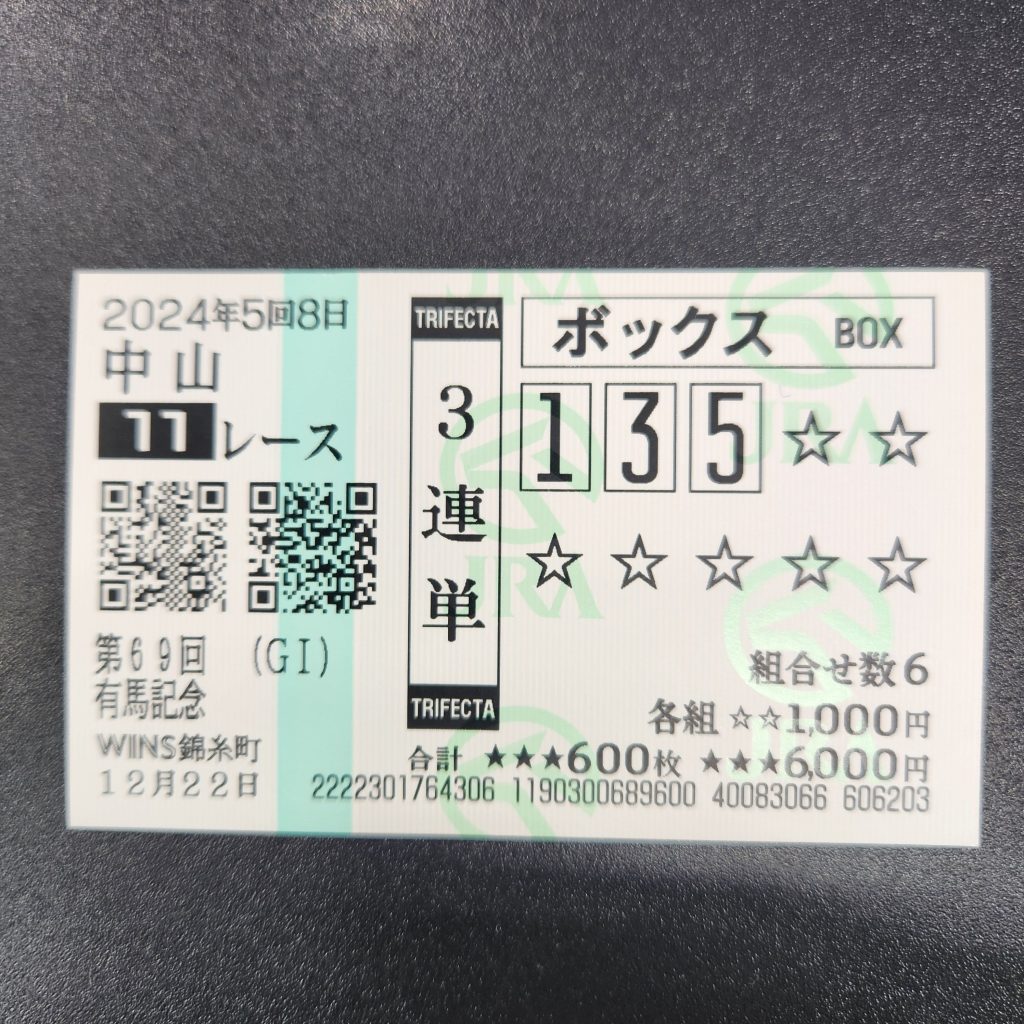 2024年5回8日
中山
11レース
第69回 (GI)
有馬記念
WINS錦糸町
12月22日
TRIFECTA
3連単
TRIFECTA
ボックス BOX
1 3 5 ☆ ☆
☆ ☆ ☆ ☆ ☆
組合せ数6
各組 ☆☆1,000円
合計 ★★★600枚 ★★★6,000円
2222301764306 1190300689600 40083066 606203
JRA
JRA
JRA